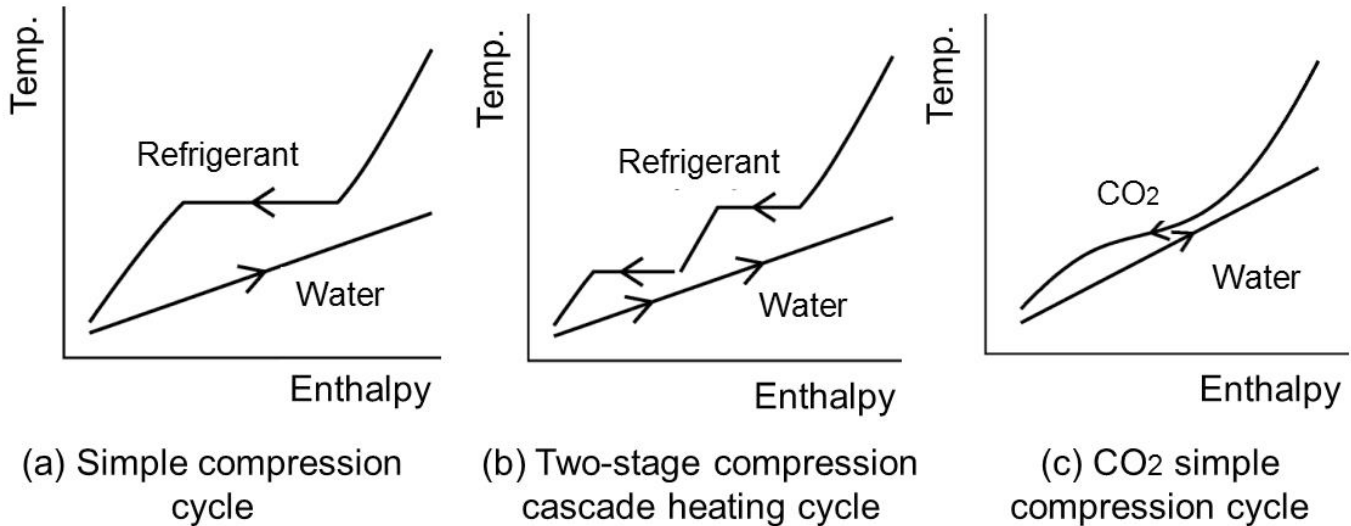 Temp.
Refrigerant
Water
Enthalpy
(a) Simple compression
cycle
Temp.
Refrigerant
Water
Enthalpy
(b) Two-stage compression
cascade heating cycle
Temp.
CO2
Water
Enthalpy
(c) CO2 simple
compression cycle